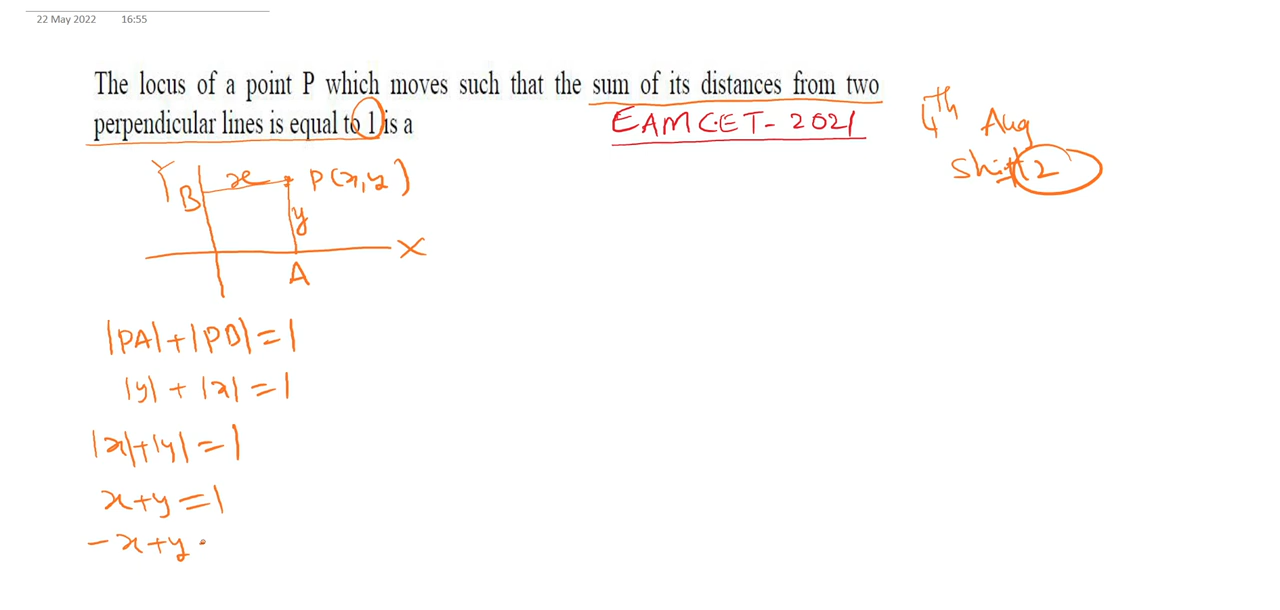 22 May 2022 16:55
The locus of a point P which moves such that the sum of its distances from two
perpendicular lines is equal to 1 is a
EAMCET-2021
4th Aug
Shift 2
Y
B
x
P(x,y)
y
X
A
|PA|+|PB|=1
|y|+|x|=1
|x|+|y|=1
x+y=1
-x+y